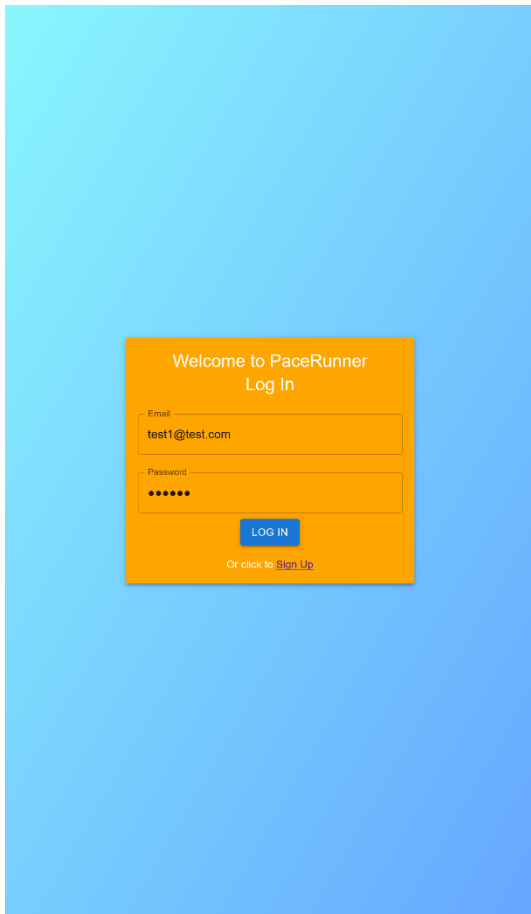 Welcome to PaceRunner
Log In
Email
test1@test.com
Password
●●●●●●
LOG IN
Or click to Sign Up